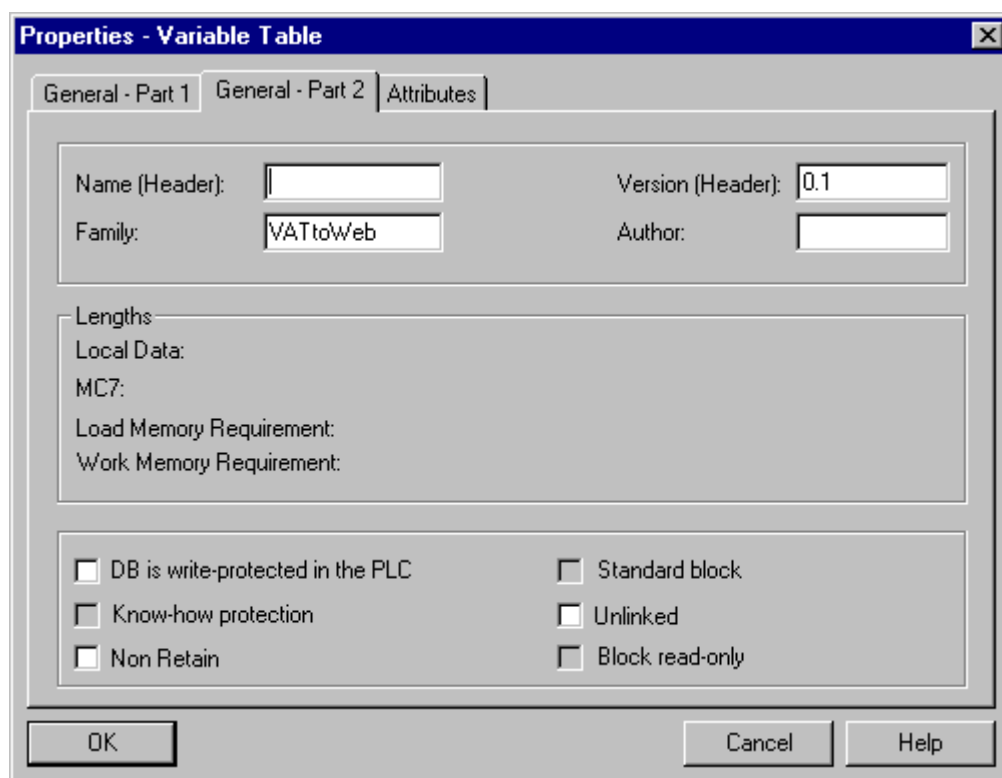 Properties - Variable Table
General - Part 1 General - Part 2 Attributes
Name (Header): Version (Header): 0.1
Family: VATtoWeb Author:
Lengths
Local Data:
MC7:
Load Memory Requirement:
Work Memory Requirement:
DB is write-protected in the PLC Standard block
Know-how protection Unlinked
Non Retain Block read-only
OK Cancel Help